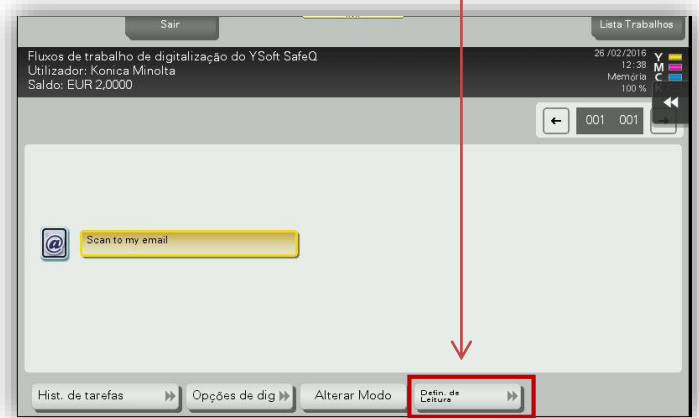 Sair
Lista Trabalhos
Fluxos de trabalho de digitalização do YSoft SafeQ
Utilizador: Konica Minolta
Saldo: EUR 2,0000
26/02/2016
12:38
Memória
100 %
Y
M
C
K
001 001
@
Scan to my email
Hist. de tarefas
Opções de dig
Alterar Modo
Defin. de
Leitura